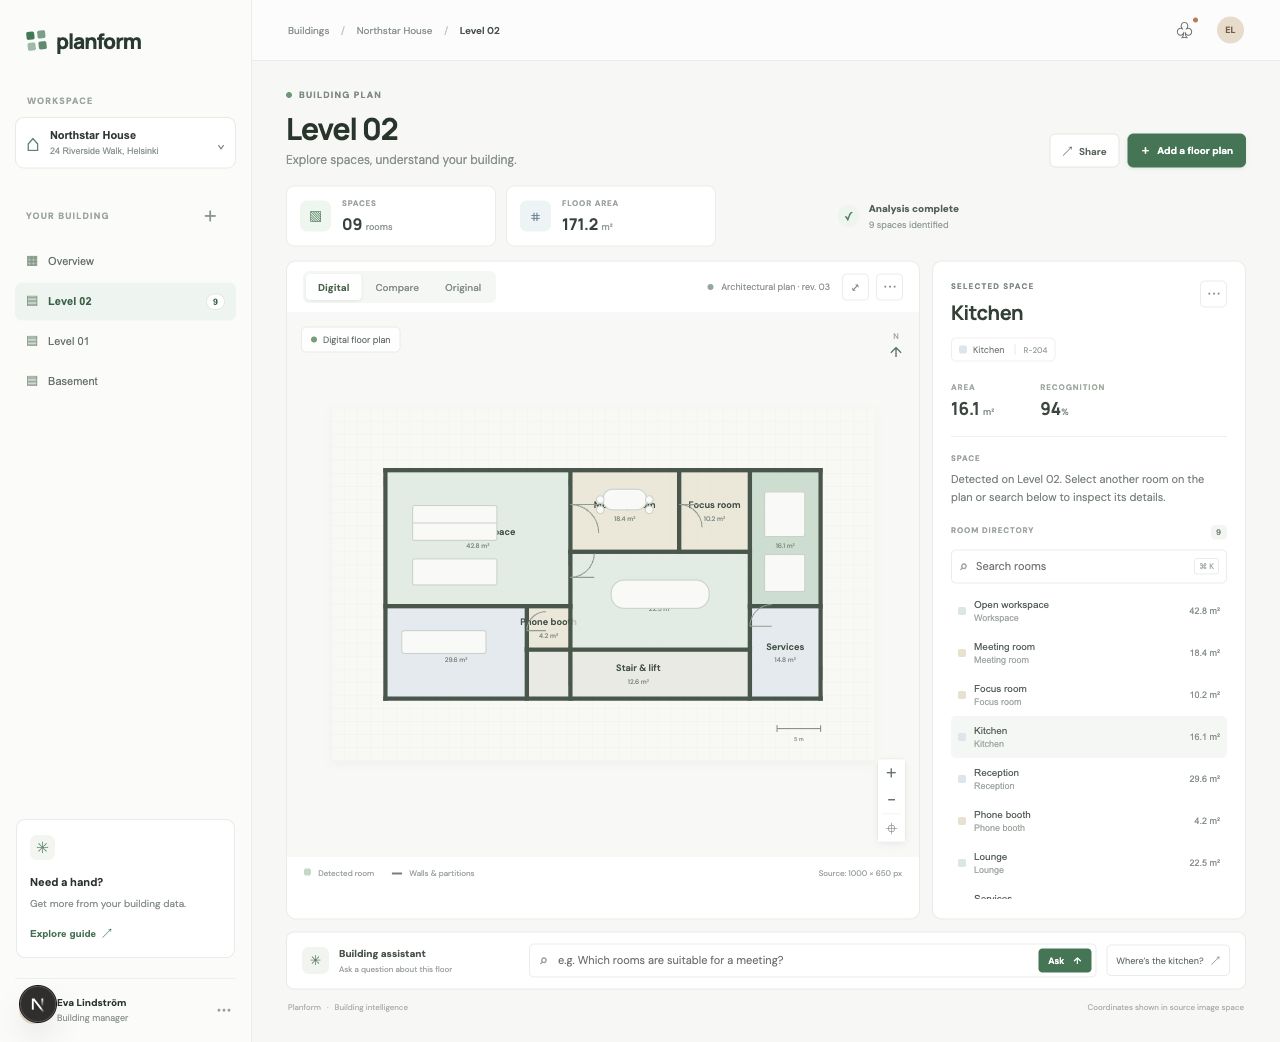 planform
WORKSPACE
Northstar House
24 Riverside Walk, Helsinki
YOUR BUILDING
Overview
Level 02
9
Level 01
Basement
Need a hand?
Get more from your building data.
Explore guide
N
Eva Lindström
Building manager
Buildings / Northstar House / Level 02
EL
BUILDING PLAN
Level 02
Explore spaces, understand your building.
Share
+ Add a floor plan
SPACES
09 rooms
FLOOR AREA
171.2 m²
Analysis complete
9 spaces identified
Digital
Compare
Original
Architectural plan · rev. 03
Digital floor plan
N
Focus room
18.4 m²
10.2 m²
42.8 m²
16.1 m²
22.5 m²
Phone booth
4.2 m²
29.6 m²
Services
14.8 m²
Stair & lift
12.6 m²
5 m
Detected room
Walls & partitions
Source: 1000 × 650 px
SELECTED SPACE
Kitchen
Kitchen
R-204
AREA
16.1 m²
RECOGNITION
94%
SPACE
Detected on Level 02. Select another room on the
plan or search below to inspect its details.
ROOM DIRECTORY
9
Search rooms
⌘ K
Open workspace
Workspace
42.8 m²
Meeting room
Meeting room
18.4 m²
Focus room
Focus room
10.2 m²
Kitchen
Kitchen
16.1 m²
Reception
Reception
29.6 m²
Phone booth
Phone booth
4.2 m²
Lounge
Lounge
22.5 m²
Services
Building assistant
Ask a question about this floor
e.g. Which rooms are suitable for a meeting?
Ask
Where's the kitchen?
Planform · Building intelligence
Coordinates shown in source image space